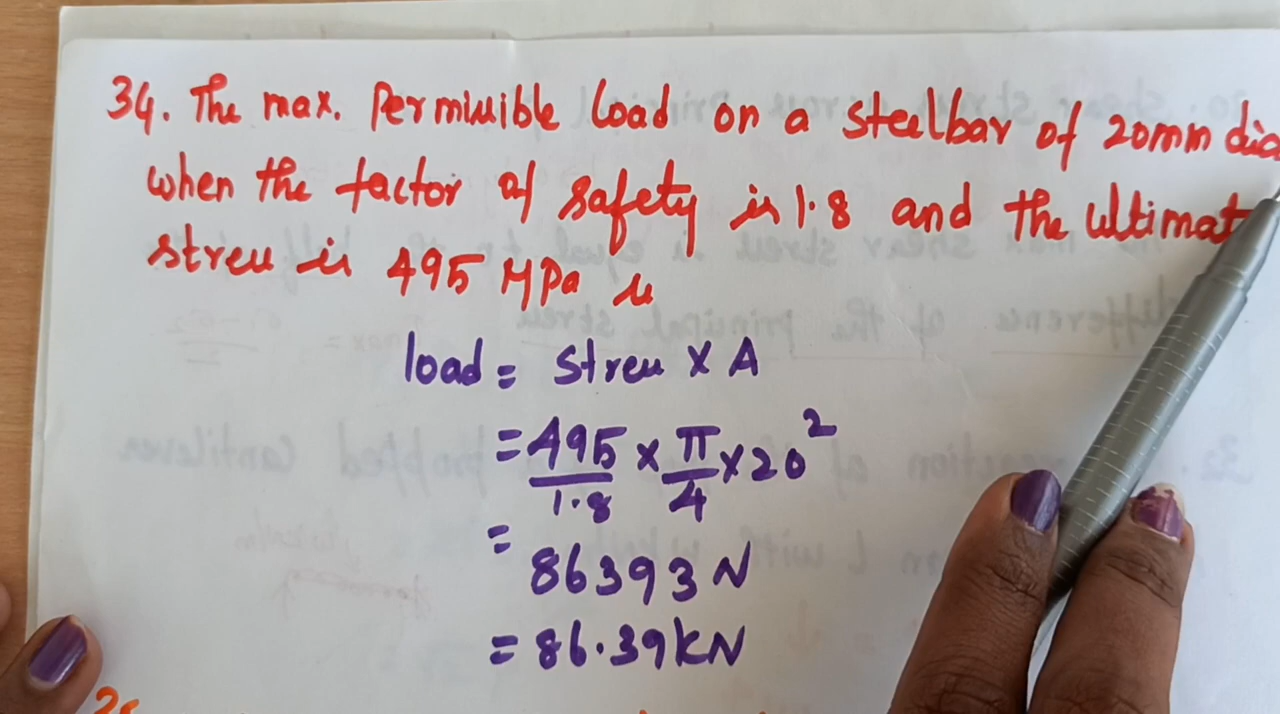 34. The max. Permissible load on a steelbar of 20mm dia
when the factor of safety is 1.8 and the ultimat
stress is 495 MPa is
load = stress x A
= 495/1.8 x π/4 x 20²
=
86393 N
= 86.39 kN